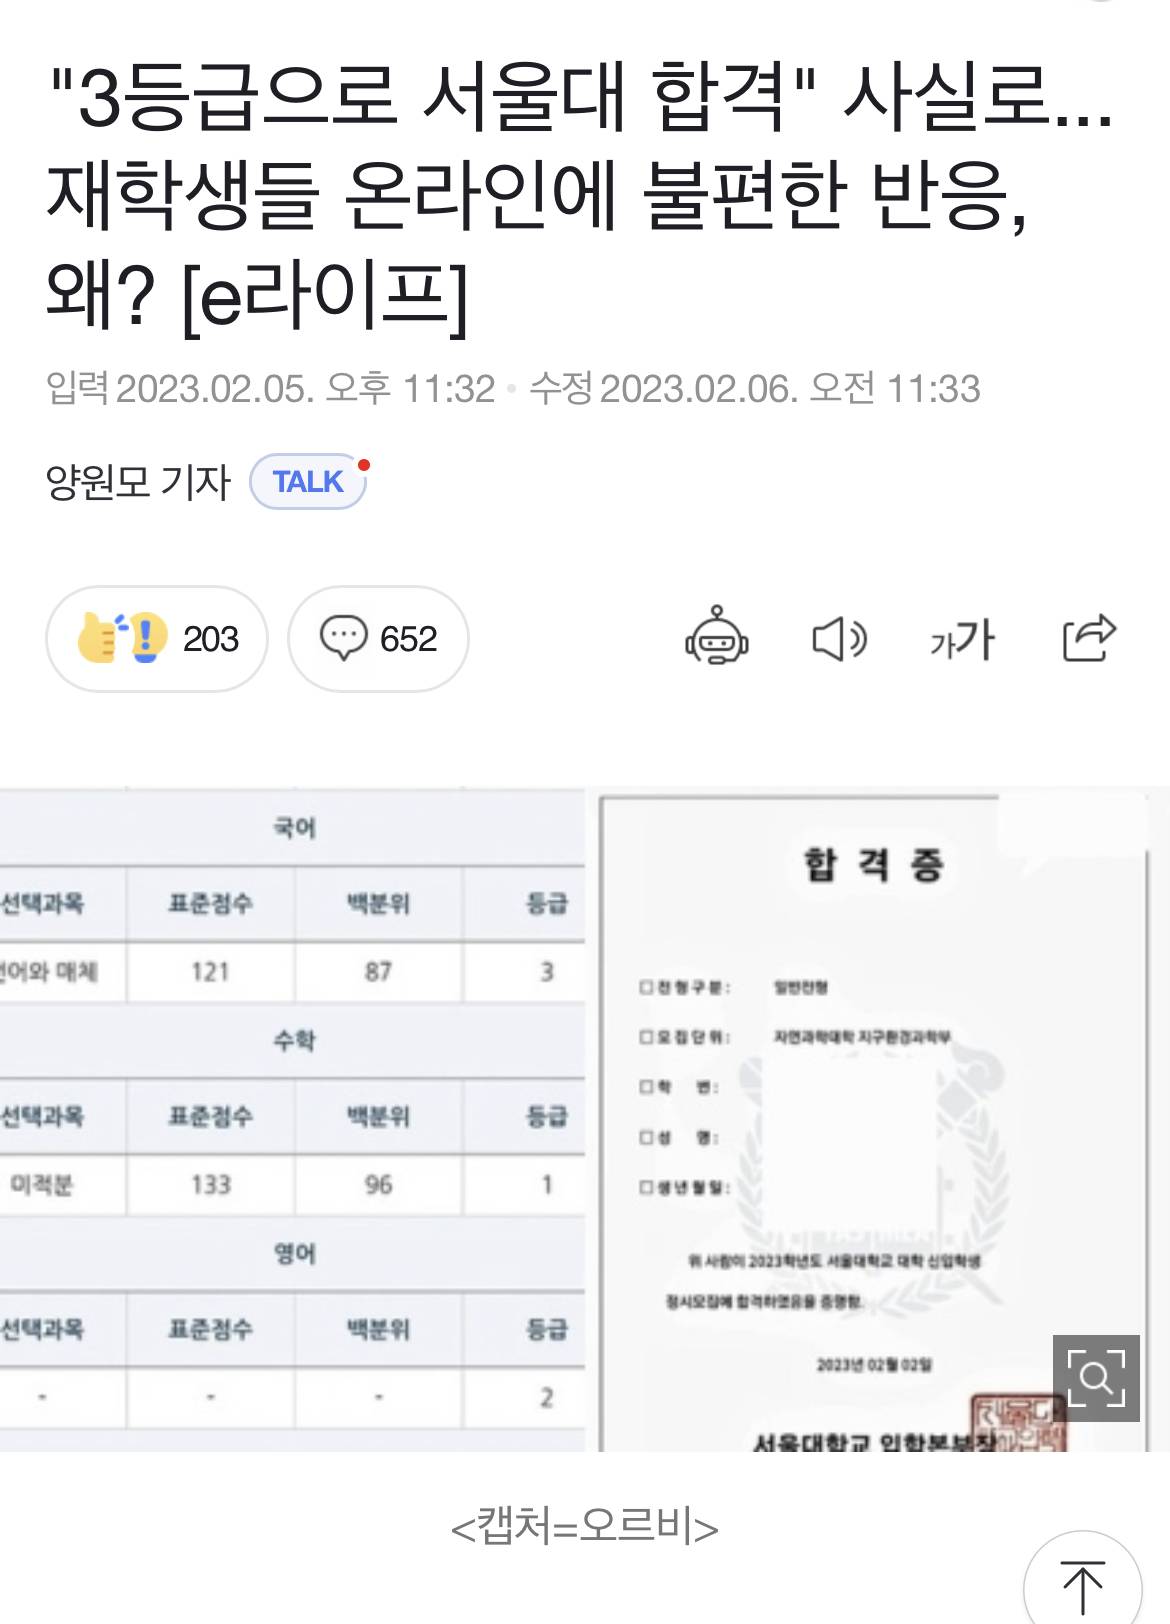 "3등급으로 서울대 합격" 사실로...
재학생들 온라인에 불편한 반응,
왜? [e라이프]
입력 2023.02.05. 오후 11:32 • 수정 2023.02.06. 오전 11:33
양원모 기자 TALK
203 652 가가
국어
선택과목 표준점수 백분위 등급
언어와 매체 121 87 3
수학
선택과목 표준점수 백분위 등급
미적분 133 96 1
영어
선택과목 표준점수 백분위 등급
- - - 2
합격증
□ 전형구분 : 일반전형
□ 모집단위 : 자연과학대학 지구환경과학부
□ 학 번 :
□ 성 명 :
□ 생년월일 :
위 사람이 2023학년도 서울대학교 대학 신입학생
정시모집에 합격하였음을 증명함.
2023년 02월 02일
서울대학교 입학본부장
<캡처=오르비>